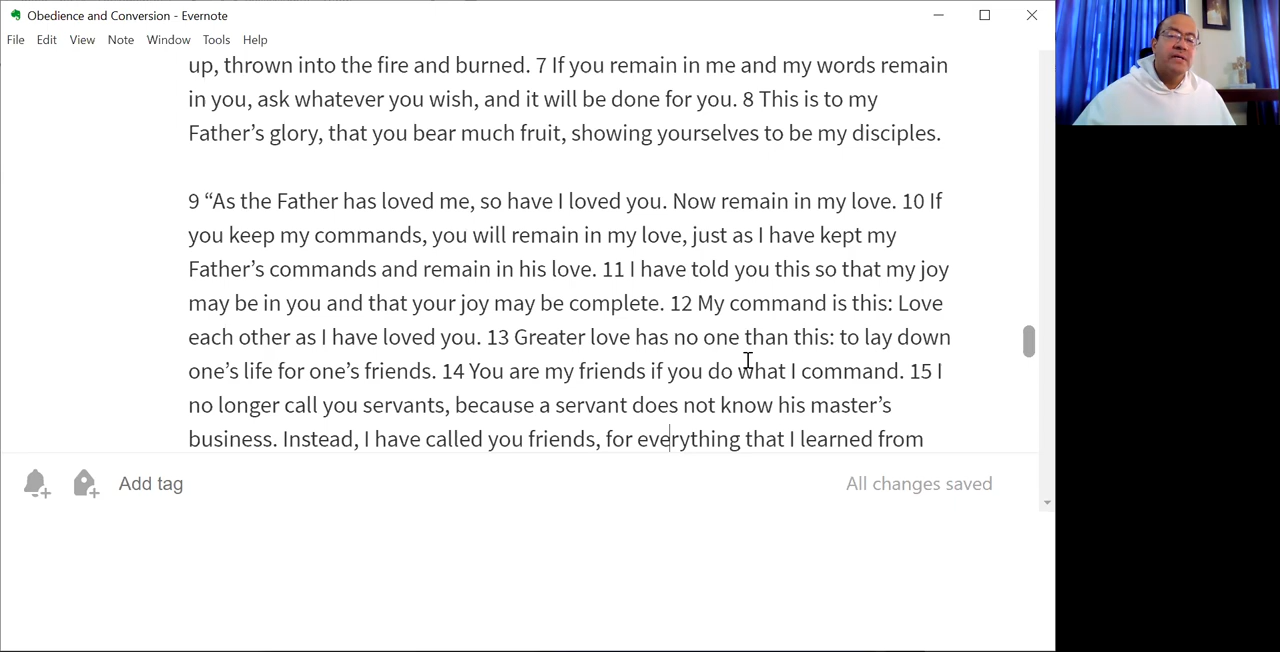 Obedience and Conversion - Evernote
File Edit View Note Window Tools Help
up, thrown into the fire and burned. 7 If you remain in me and my words remain
in you, ask whatever you wish, and it will be done for you. 8 This is to my
Father’s glory, that you bear much fruit, showing yourselves to be my disciples.
9 “As the Father has loved me, so have I loved you. Now remain in my love. 10 If
you keep my commands, you will remain in my love, just as I have kept my
Father’s commands and remain in his love. 11 I have told you this so that my joy
may be in you and that your joy may be complete. 12 My command is this: Love
each other as I have loved you. 13 Greater love has no one than this: to lay down
one’s life for one’s friends. 14 You are my friends if you do what I command. 15 I
no longer call you servants, because a servant does not know his master’s
business. Instead, I have called you friends, for everything that I learned from
Add tag
All changes saved